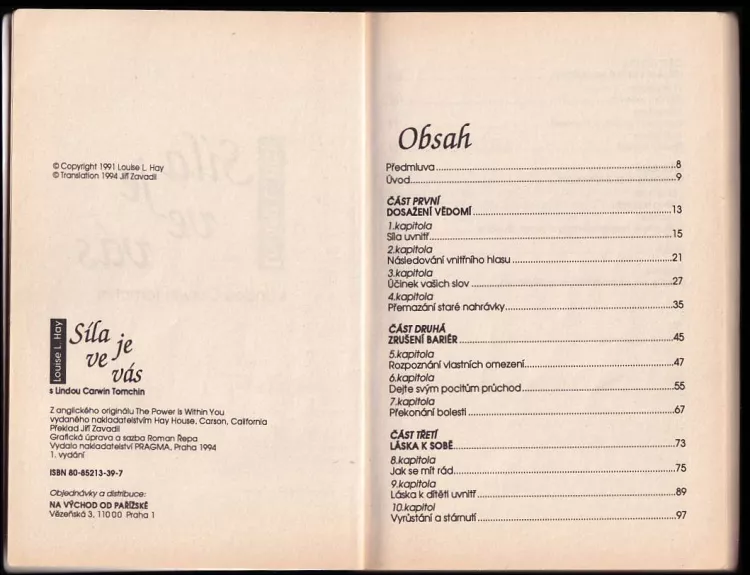 © Copyright 1991 Louise L. Hay
© Translation 1994 Jiří Zavadil
Louise L. Hay
Síla je
ve
vás
s Lindou Carwin Tomchin
Z anglického originálu The Power is Within You
vydaného nakladatelstvím Hay House, Carson, California
Překlad Jiří Zavadil
Grafická úprava a sazba Roman Řepa
Vydalo nakladatelství PRAGMA, Praha 1994
1. vydání
ISBN 80-85213-39-7
Objednávky a distribuce:
NA VÝCHOD OD PAŘÍŽSKÉ
Vězeňská 3, 110 00 Praha 1
Obsah
Předmluva 8
Úvod 9
ČÁST PRVNÍ
DOSAŽENÍ VĚDOMÍ 13
1.kapitola
Síla uvnitř 15
2.kapitola
Následování vnitřního hlasu 21
3.kapitola
Účinek vašich slov 27
4.kapitola
Přemazání staré nahrávky 35
ČÁST DRUHÁ
ZRUŠENÍ BARIÉR 45
5.kapitola
Rozpoznání vlastních omezení 47
6.kapitola
Dejte svým pocitům průchod 55
7.kapitola
Překonání bolesti 67
ČÁST TŘETÍ
LÁSKA K SOBĚ 73
8.kapitola
Jak se mít rád 75
9.kapitola
Láska k dítěti uvnitř 89
10.kapitol
Vyrůstání a stárnutí 97